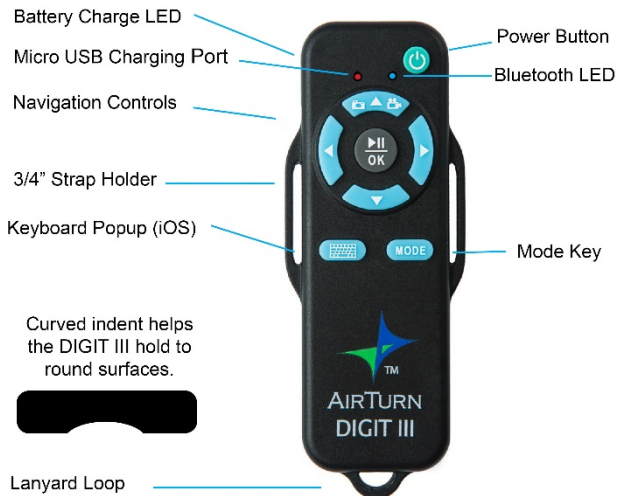 Battery Charge LED
Micro USB Charging Port
Navigation Controls
3/4” Strap Holder
Keyboard Popup (iOS)
Power Button
Bluetooth LED
OK
MODE
Mode Key
Curved indent helps
the DIGIT III hold to
round surfaces.
TM
AIRTURN
DIGIT III
Lanyard Loop